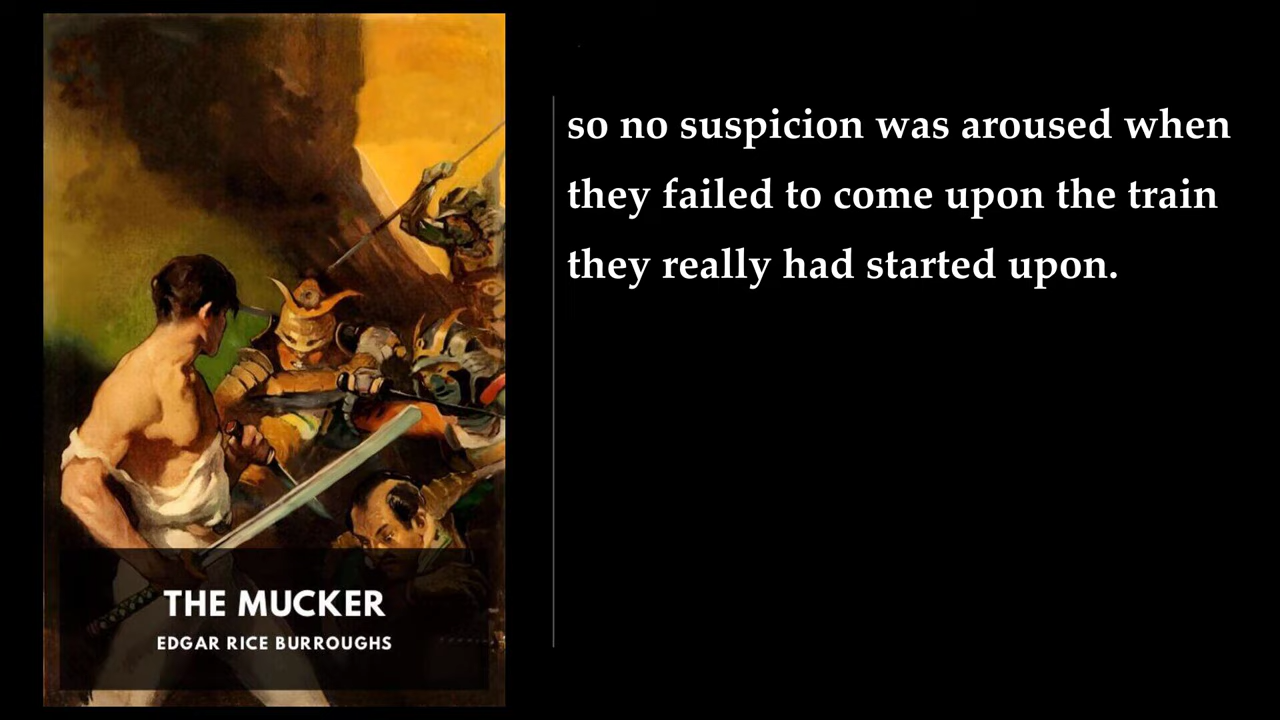 so no suspicion was aroused when
they failed to come upon the train
they really had started upon.
THE MUCKER
EDGAR RICE BURROUGHS